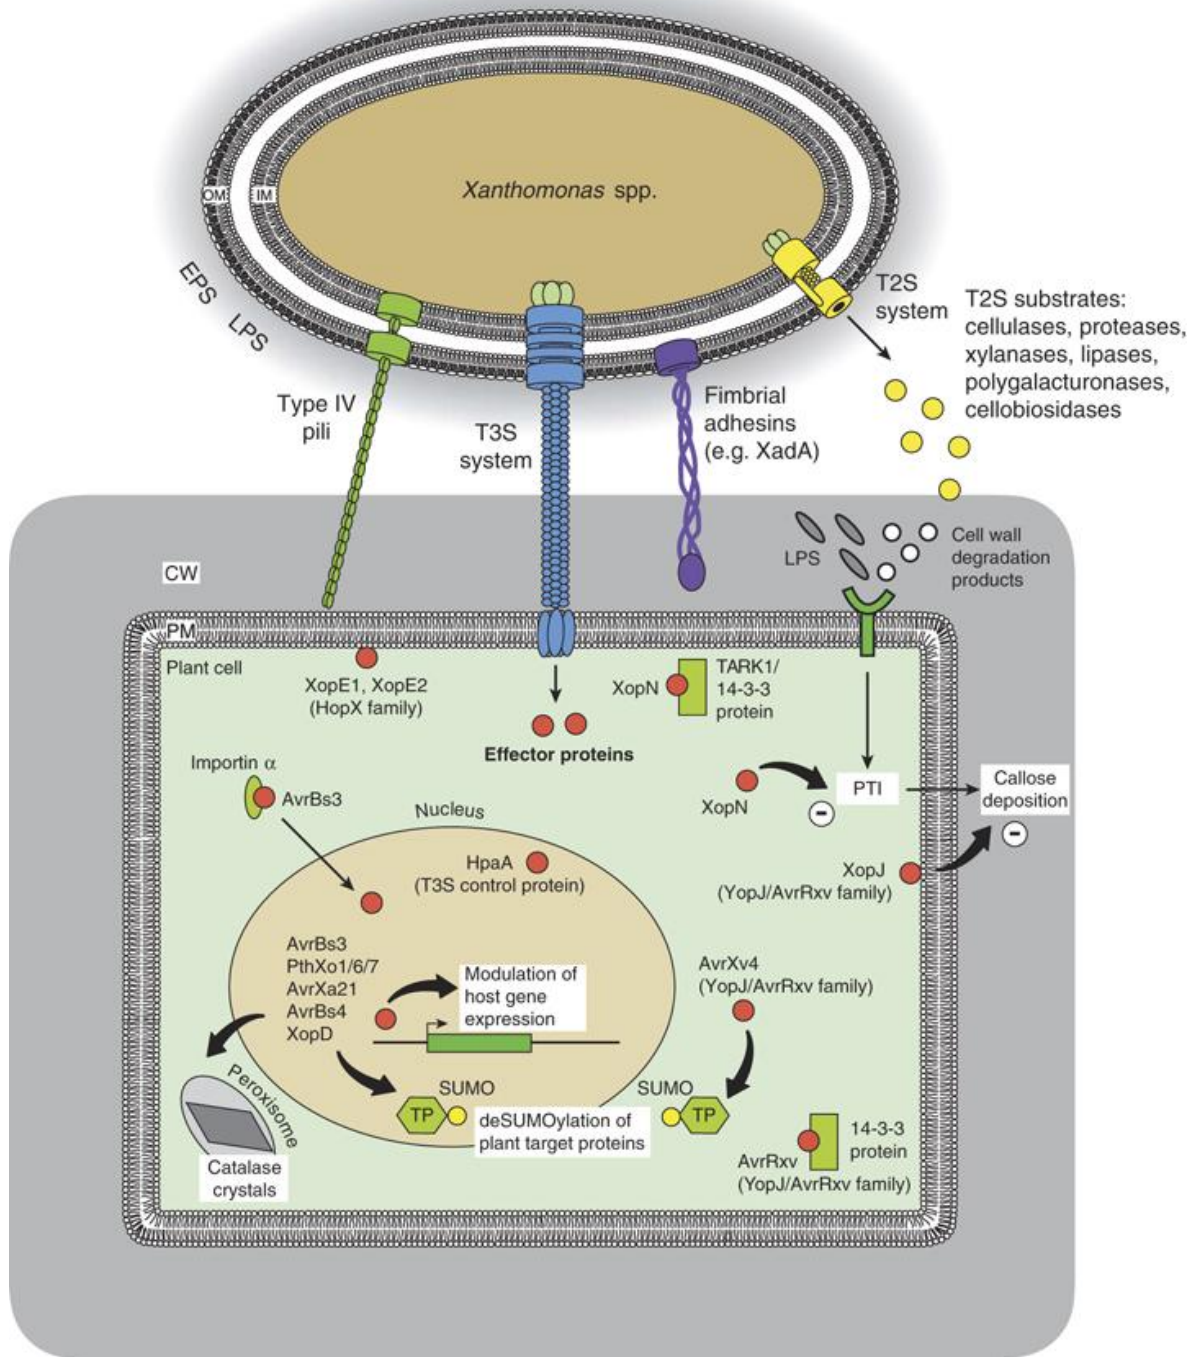 Xanthomonas spp.
OM
IM
EPS
LPS
T2S
system
T2S substrates:
cellulases, proteases,
xylanases, lipases,
polygalacturonases,
cellobiosidases
Type IV
pili
T3S
system
Fimbrial
adhesins
(e.g. XadA)
LPS
Cell wall
degradation
products
CW
PM
Plant cell
XopE1, XopE2
(HopX family)
XopN
TARK1/
14-3-3
protein
Effector proteins
Importin α
AvrBs3
XopN
-
PTI
Callose
deposition
-
Nucleus
HpaA
(T3S control protein)
XopJ
(YopJ/AvrRxv family)
AvrBs3
PthXo1/6/7
AvrXa21
AvrBs4
XopD
Modulation of
host gene
expression
AvrXv4
(YopJ/AvrRxv family)
Peroxisome
Catalase
crystals
SUMO
TP
deSUMOylation of
plant target proteins
SUMO
TP
14-3-3
protein
AvrRxv
(YopJ/AvrRxv family)